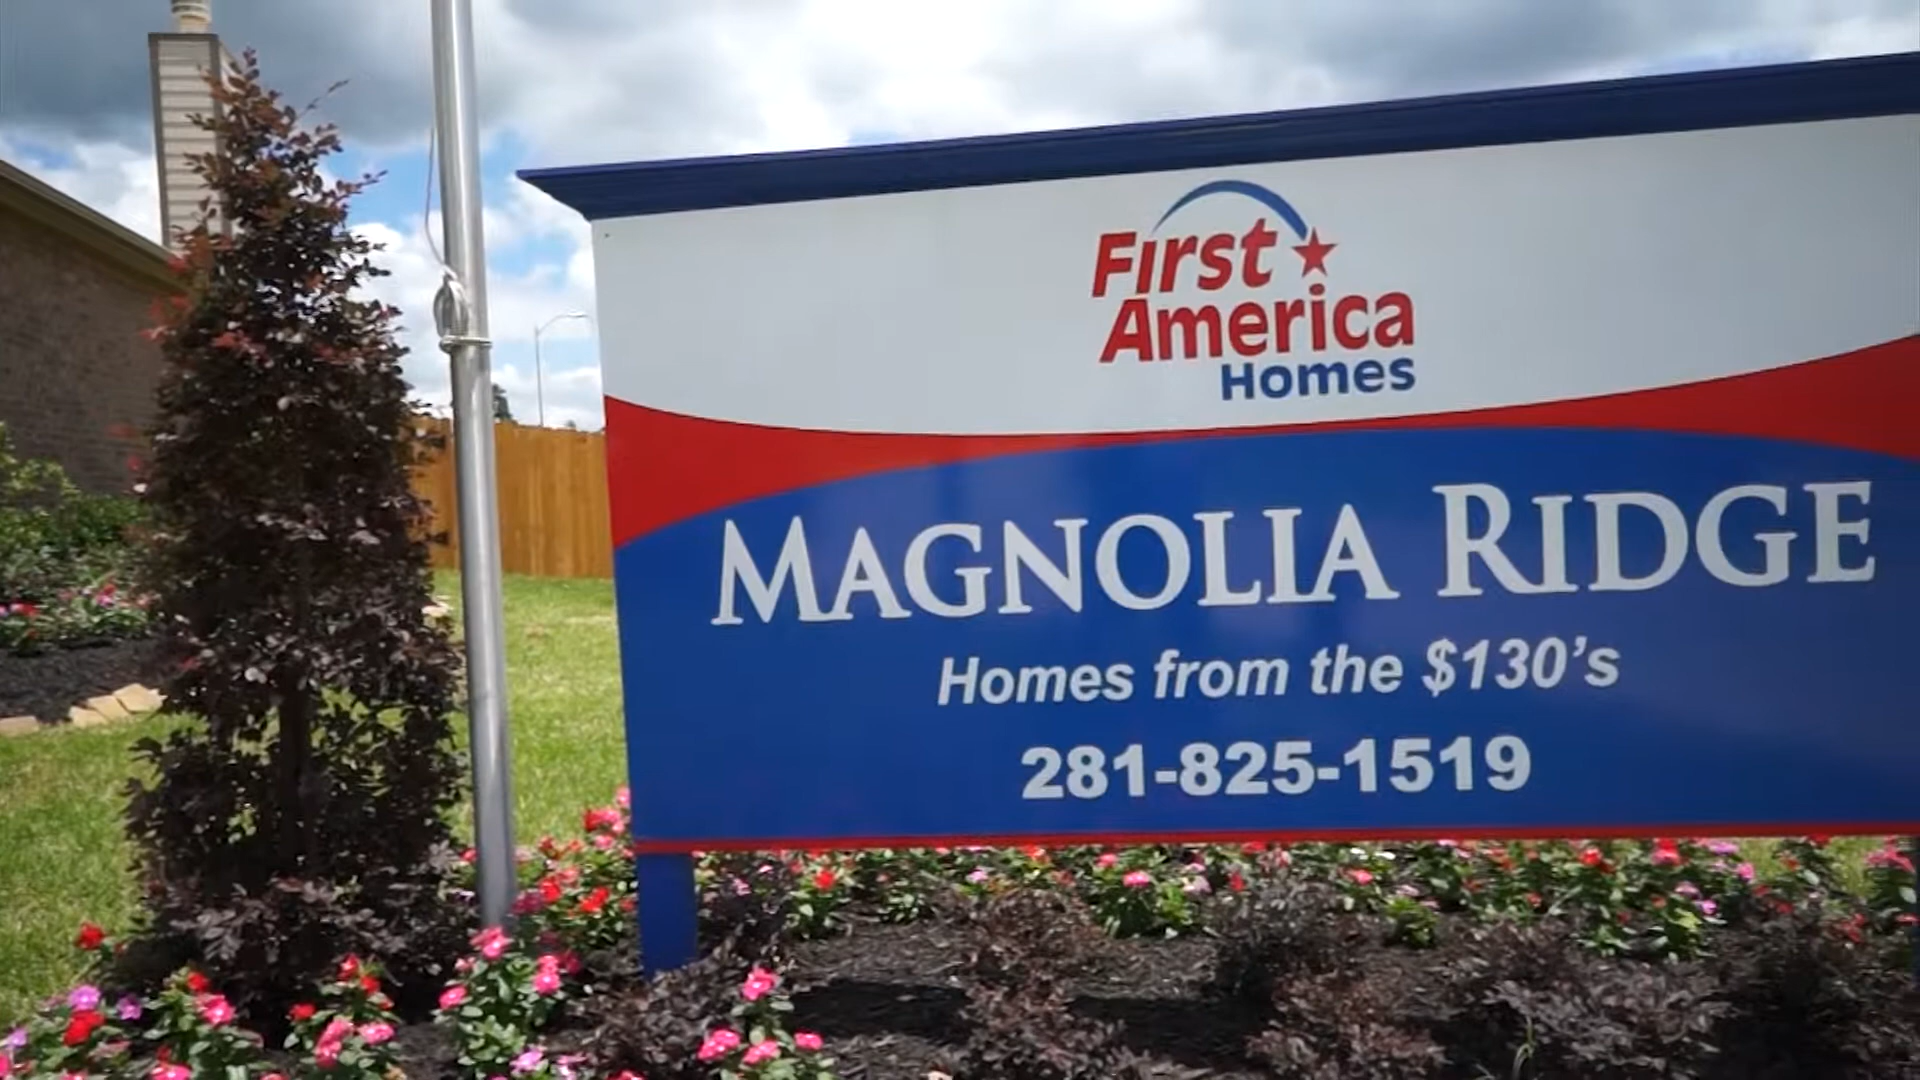 First
America
Homes
MAGNOLIA RIDGE
Homes from the $130's
281-825-1519